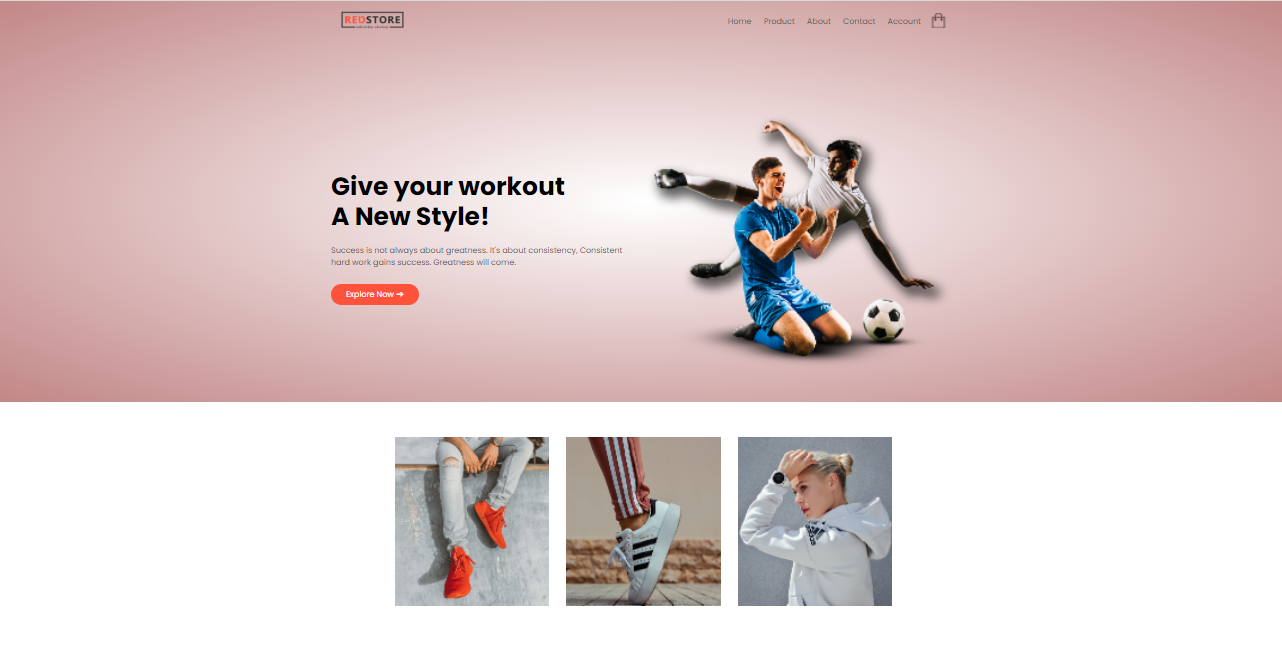 REDSTORE
Home Product About Contact Account
Give your workout
A New Style!
Success is not always about greatness. It's about consistency, Consistent
hard work gains success. Greatness will come.
Explore Now ➔
adidas